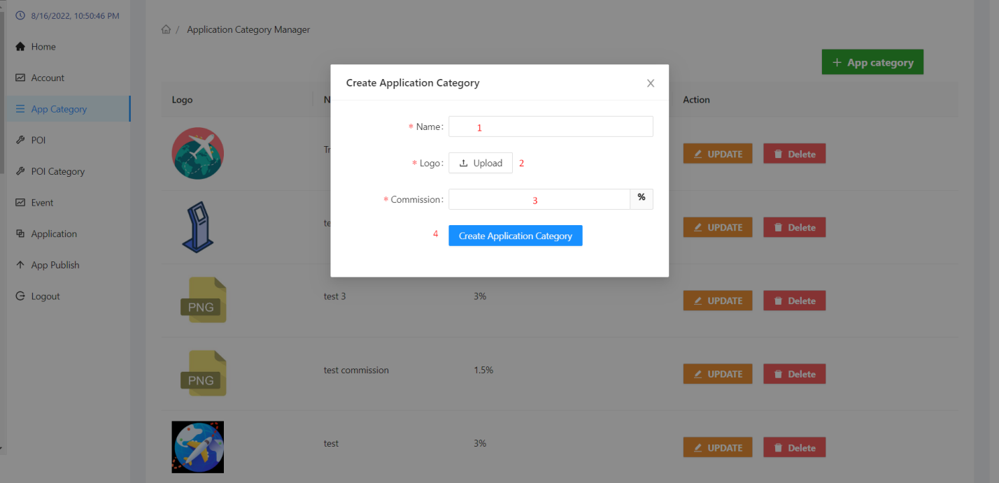 8/16/2022, 10:50:46 PM
Home
Account
App Category
POI
POI Category
Event
Application
App Publish
Logout
/ Application Category Manager
+ App category
Logo
N
Action
Create Application Category
* Name: 1
* Logo: Upload 2
* Commission: 3 %
4 Create Application Category
Tr
UPDATE Delete
te
UPDATE Delete
PNG test 3 3% UPDATE Delete
PNG test commission 1.5% UPDATE Delete
test 3% UPDATE Delete